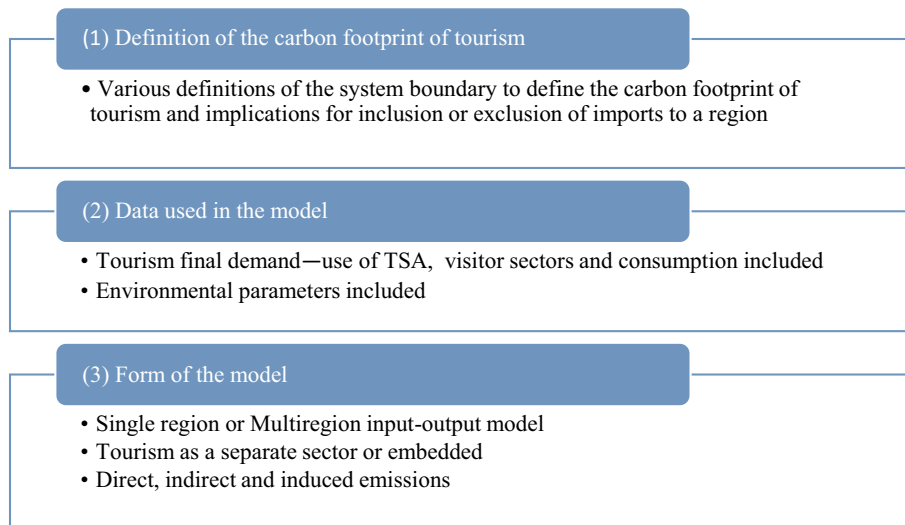 (1) Definition of the carbon footprint of tourism
• Various definitions of the system boundary to define the carbon footprint of
tourism and implications for inclusion or exclusion of imports to a region
(2) Data used in the model
• Tourism final demand—use of TSA, visitor sectors and consumption included
• Environmental parameters included
(3) Form of the model
• Single region or Multiregion input-output model
• Tourism as a separate sector or embedded
• Direct, indirect and induced emissions